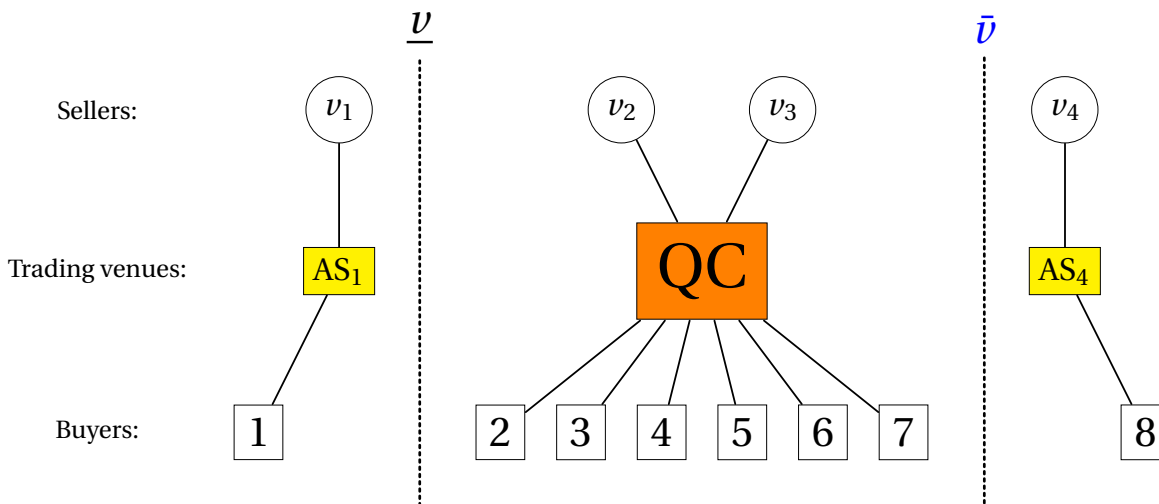 v v̄
Sellers: v₁ v₂ v₃ v₄
Trading venues: AS₁ QC AS₄
Buyers: 1 2 3 4 5 6 7 8